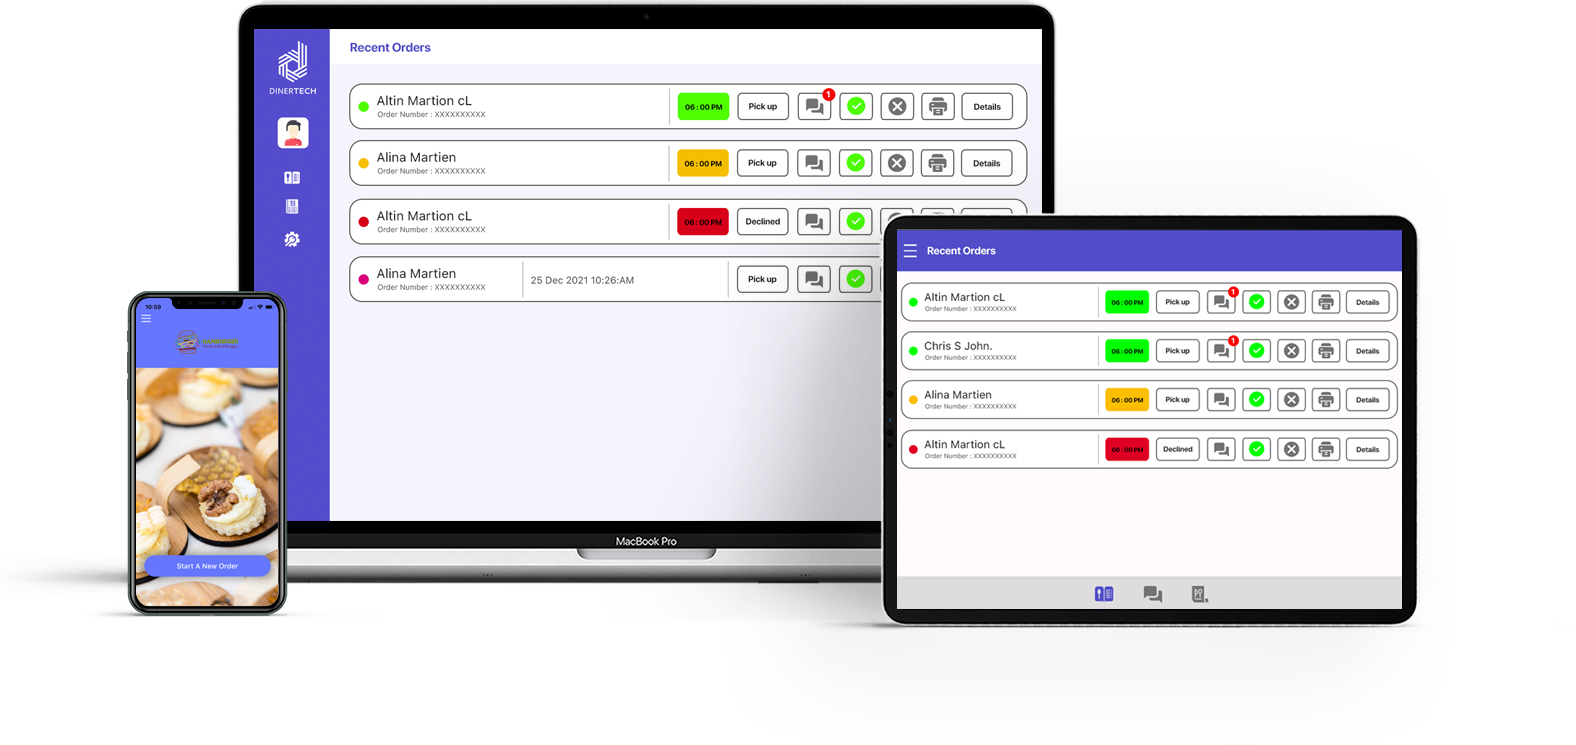 Recent Orders
DINERTECH
Altin Martion cL
Order Number : XXXXXXXXXX
06 : 00 PM
Pick up
1
Details
Alina Martien
Order Number : XXXXXXXXXX
06 : 00 PM
Pick up
Details
Altin Martion cL
Order Number : XXXXXXXXXX
06 : 00 PM
Declined
Alina Martien
Order Number : XXXXXXXXXX
25 Dec 2021 10:26:AM
Pick up
MacBook Pro
10:59
Start A New Order
Recent Orders
Altin Martion cL
Order Number : XXXXXXXXXX
06 : 00 PM
Pick up
1
Details
Chris S John.
Order Number : XXXXXXXXXX
06 : 00 PM
Pick up
1
Details
Alina Martien
Order Number : XXXXXXXXXX
06 : 00 PM
Pick up
Details
Altin Martion cL
Order Number : XXXXXXXXXX
06 : 00 PM
Declined
Details